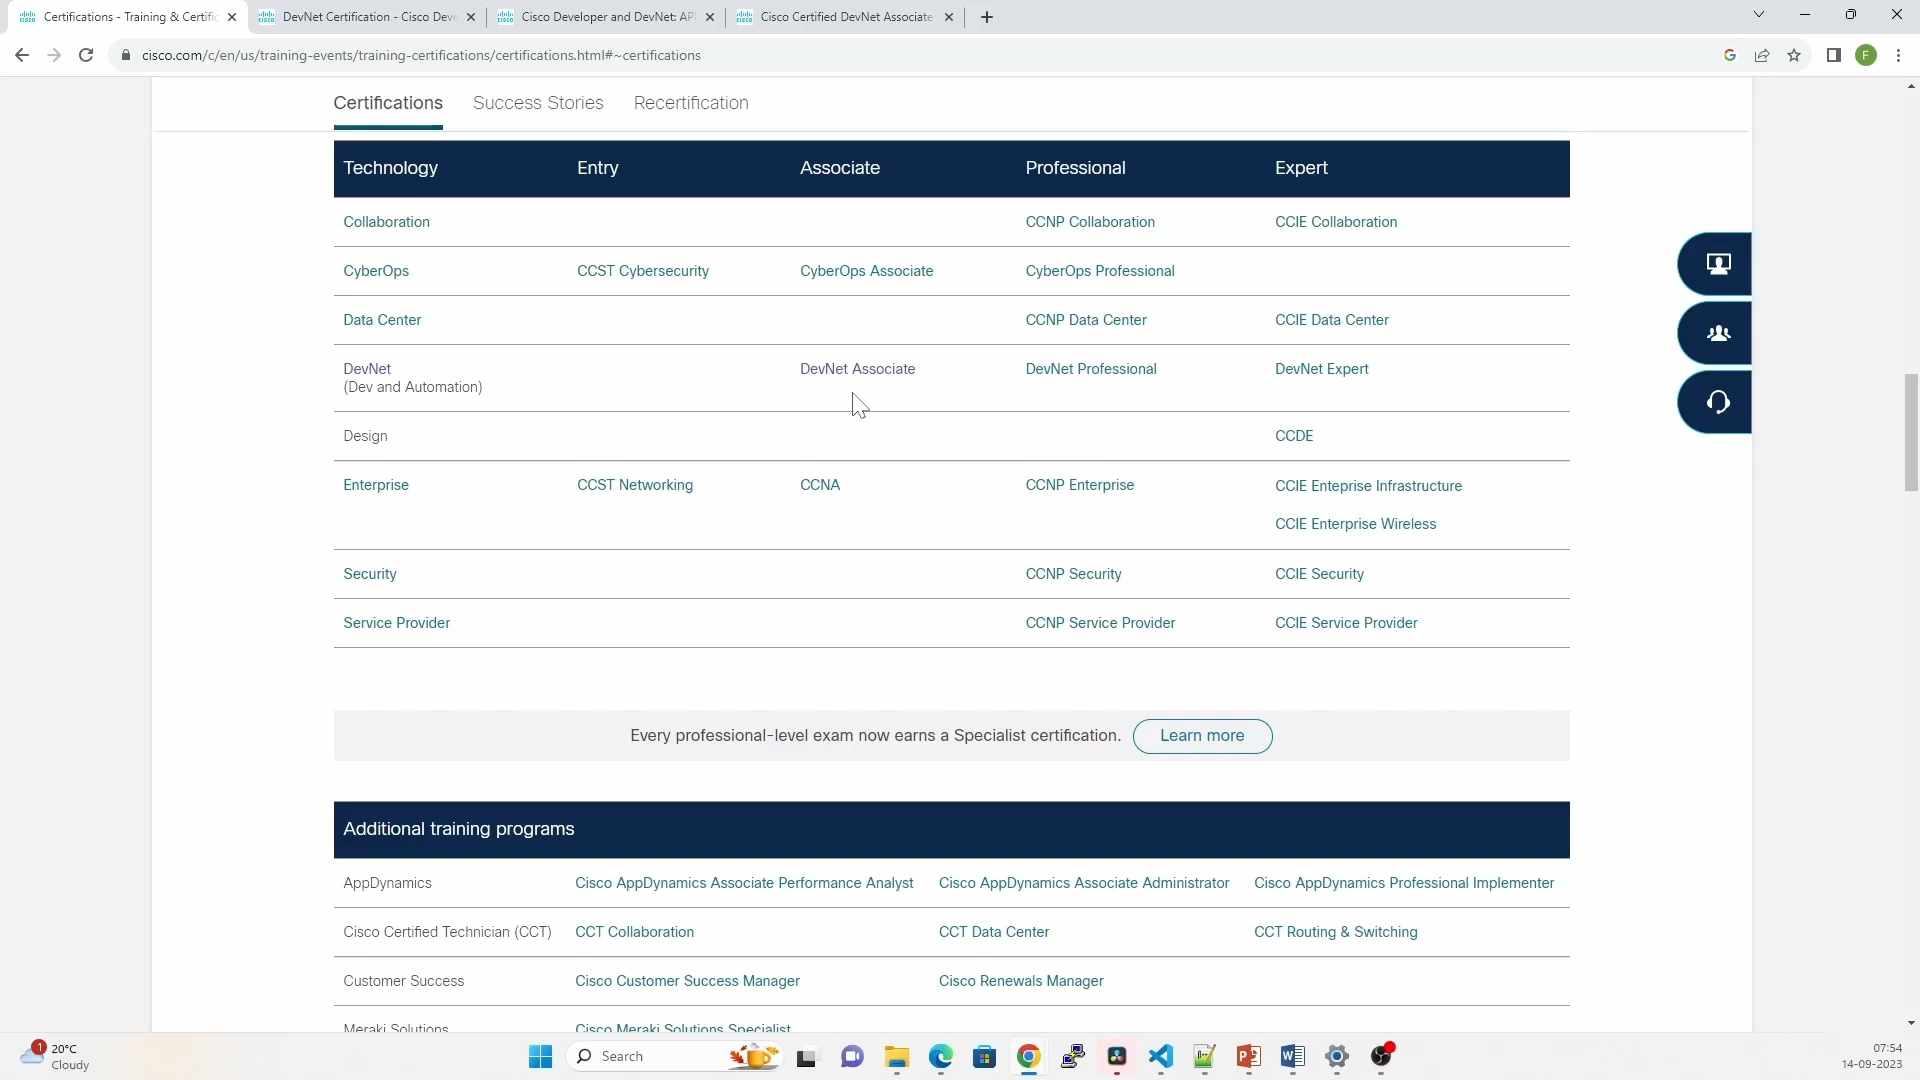 Certifications - Training & Certific
DevNet Certification - Cisco Deve
Cisco Developer and DevNet: API
Cisco Certified DevNet Associate
cisco.com/c/en/us/training-events/training-certifications/certifications.html#~certifications
F
Certifications Success Stories Recertification
Technology Entry Associate Professional Expert
Collaboration CCNP Collaboration CCIE Collaboration
CyberOps CCST Cybersecurity CyberOps Associate CyberOps Professional
Data Center CCNP Data Center CCIE Data Center
DevNet DevNet Associate DevNet Professional DevNet Expert
(Dev and Automation)
Design CCDE
Enterprise CCST Networking CCNA CCNP Enterprise CCIE Enteprise Infrastructure
CCIE Enterprise Wireless
Security CCNP Security CCIE Security
Service Provider CCNP Service Provider CCIE Service Provider
Every professional-level exam now earns a Specialist certification. Learn more
Additional training programs
AppDynamics Cisco AppDynamics Associate Performance Analyst Cisco AppDynamics Associate Administrator Cisco AppDynamics Professional Implementer
Cisco Certified Technician (CCT) CCT Collaboration CCT Data Center CCT Routing & Switching
Customer Success Cisco Customer Success Manager Cisco Renewals Manager
Meraki Solutions Cisco Meraki Solutions Specialist
1
20°C
Cloudy
Search
07:54
14-09-2023